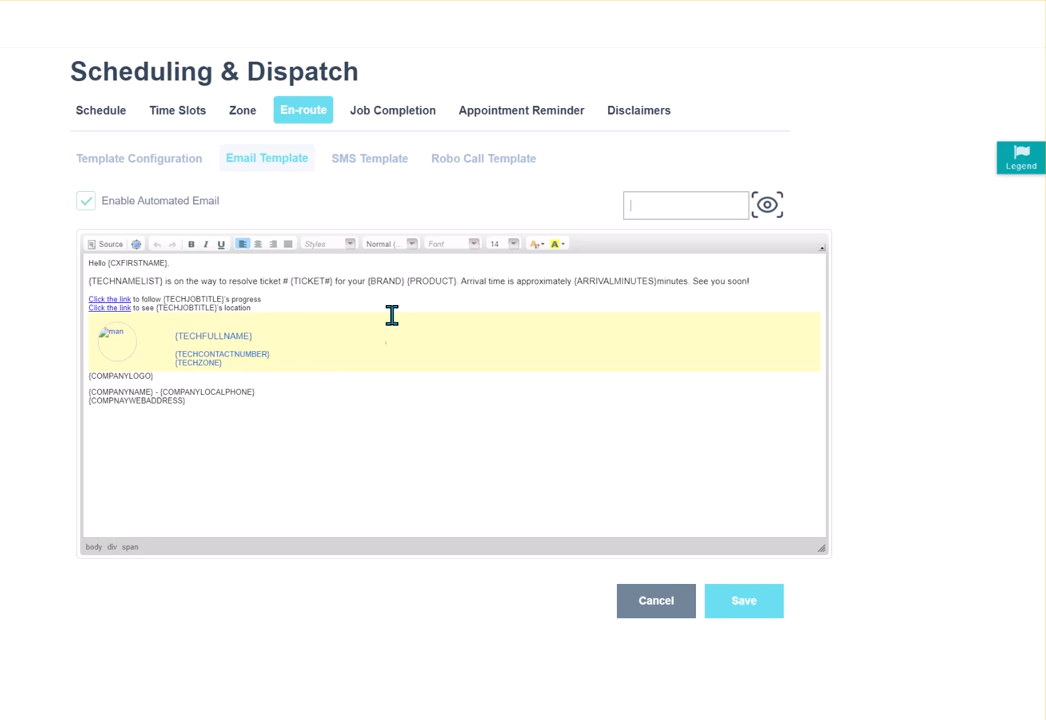 Scheduling & Dispatch
Schedule Time Slots Zone En-route Job Completion Appointment Reminder Disclaimers
Template Configuration Email Template SMS Template Robo Call Template
Legend
Enable Automated Email
Source B I U Styles Normal (... Font 14 A A
Hello {CXFIRSTNAME},
{TECHNAMELIST} is on the way to resolve ticket # {TICKET#} for your {BRAND} {PRODUCT}. Arrival time is approximately {ARRIVALMINUTES}minutes. See you soon!
Click the link to follow {TECHJOBTITLE}'s progress
Click the link to see {TECHJOBTITLE}'s location
man
{TECHFULLNAME}
{TECHCONTACTNUMBER}
{TECHZONE}
{COMPANYLOGO}
{COMPANYNAME} - {COMPANYLOCALPHONE}
{COMPNAYWEBADDRESS}
body div span
Cancel Save